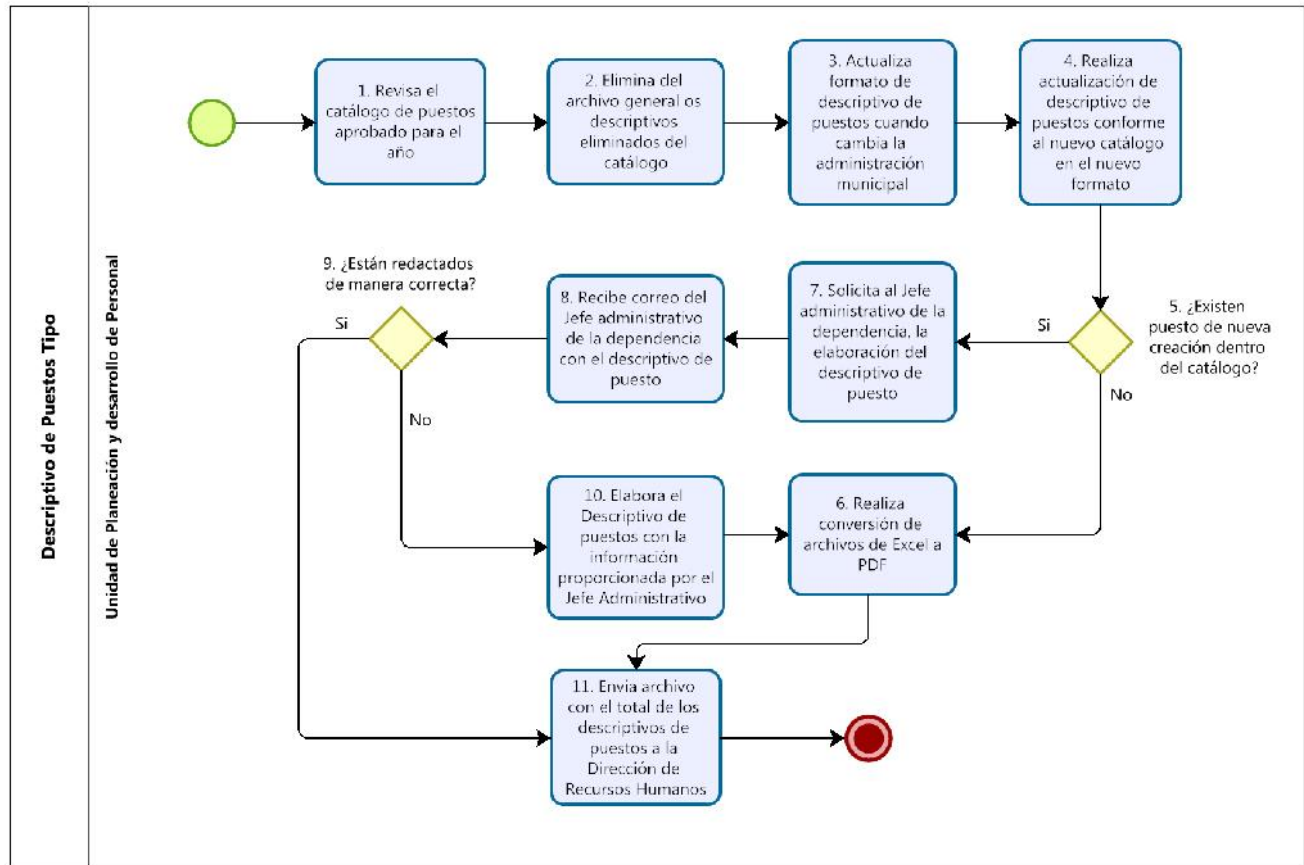 Descriptivo de Puestos Tipo
Unidad de Planeación y desarrollo de Personal
1. Revisa el
catálogo de puestos
aprobado para el
año
2. Elimina del
archivo general os
descriptivos
eliminados del
catálogo
3. Actualiza
formato de
descriptivo de
puestos cuando
cambia la
administración
municipal
4. Realiza
actualización de
descriptivo de
puestos conforme
al nuevo catálogo
en el nuevo
formato
5. ¿Existen
puesto de nueva
creación dentro
del catálogo?
Si
No
7. Solicita al Jefe
administrativo de la
dependencia, la
elaboración del
descriptivo de
puesto
8. Recibe correo del
Jefe administrativo
de la dependencia
con el descriptivo de
puesto
9. ¿Están redactados
de manera correcta?
Si
No
10. Elabora el
Descriptivo de
puestos con la
información
proporcionada por el
Jefe Administrativo
6. Realiza
conversión de
archivos de Excel a
PDF
11. Envia archivo
con el total de los
descriptivos de
puestos a la
Dirección de
Recursos Humanos